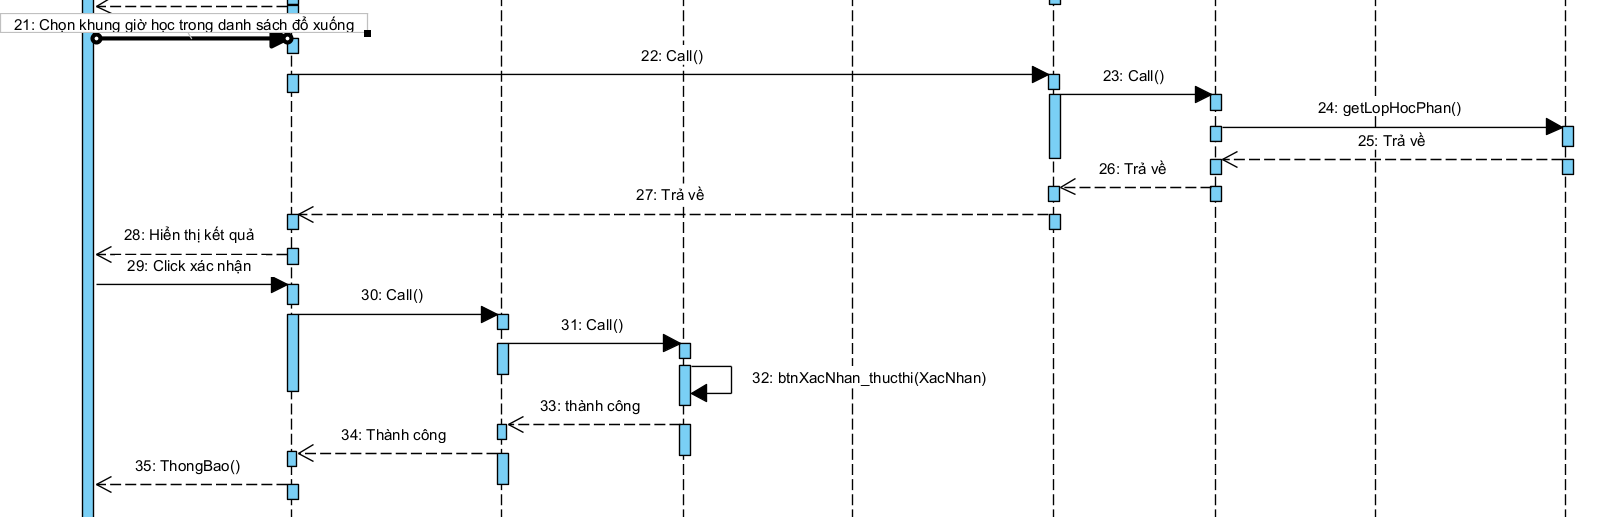 21: Chọn khung giờ học trong danh sách đổ xuống
22: Call()
23: Call()
24: getLopHocPhan()
25: Trả về
26: Trả về
27: Trả về
28: Hiển thị kết quả
29: Click xác nhận
30: Call()
31: Call()
32: btnXacNhan_thucthi(XacNhan)
33: thành công
34: Thành công
35: ThongBao()